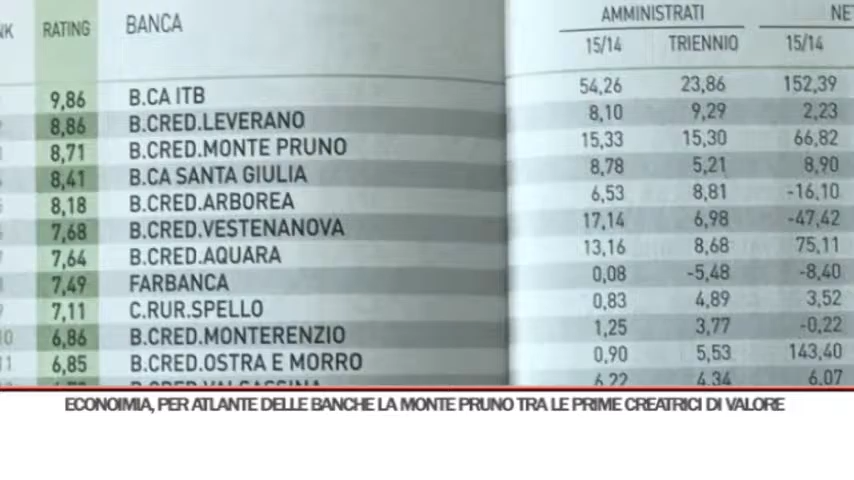 NK RATING BANCA AMMINISTRATI NE
15/14 TRIENNIO 15/14
9,86 B.CA ITB 54,26 23,86 152,39
8,86 B.CRED.LEVERANO 8,10 9,29 2,23
8,71 B.CRED.MONTE PRUNO 15,33 15,30 66,82
8,41 B.CA SANTA GIULIA 8,78 5,21 8,90
8,18 B.CRED.ARBOREA 6,53 8,81 -16,10
7,68 B.CRED.VESTENANOVA 17,14 6,98 -47,42
7,64 B.CRED.AQUARA 13,16 8,68 75,11
7,49 FARBANCA 0,08 -5,48 -8,40
7,11 C.RUR.SPELLO 0,83 4,89 3,52
10 6,86 B.CRED.MONTERENZIO 1,25 3,77 -0,22
11 6,85 B.CRED.OSTRA E MORRO 0,90 5,53 143,40
B.CRED.VALSASSINA 6,22 4,34 6,07
ECONOIMIA, PER ATLANTE DELLE BANCHE LA MONTE PRUNO TRA LE PRIME CREATRICI DI VALORE